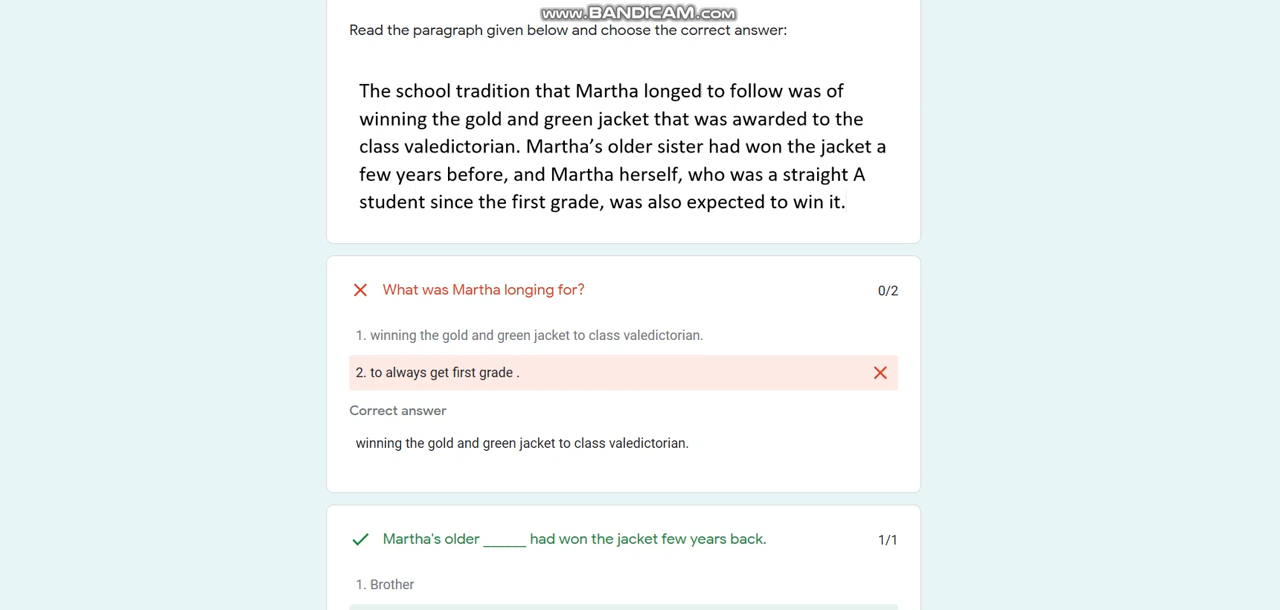 www.BANDICAM.com
Read the paragraph given below and choose the correct answer:
The school tradition that Martha longed to follow was of
winning the gold and green jacket that was awarded to the
class valedictorian. Martha’s older sister had won the jacket a
few years before, and Martha herself, who was a straight A
student since the first grade, was also expected to win it.
What was Martha longing for?
0/2
1. winning the gold and green jacket to class valedictorian.
2. to always get first grade .
Correct answer
winning the gold and green jacket to class valedictorian.
Martha's older ______ had won the jacket few years back.
1/1
1. Brother